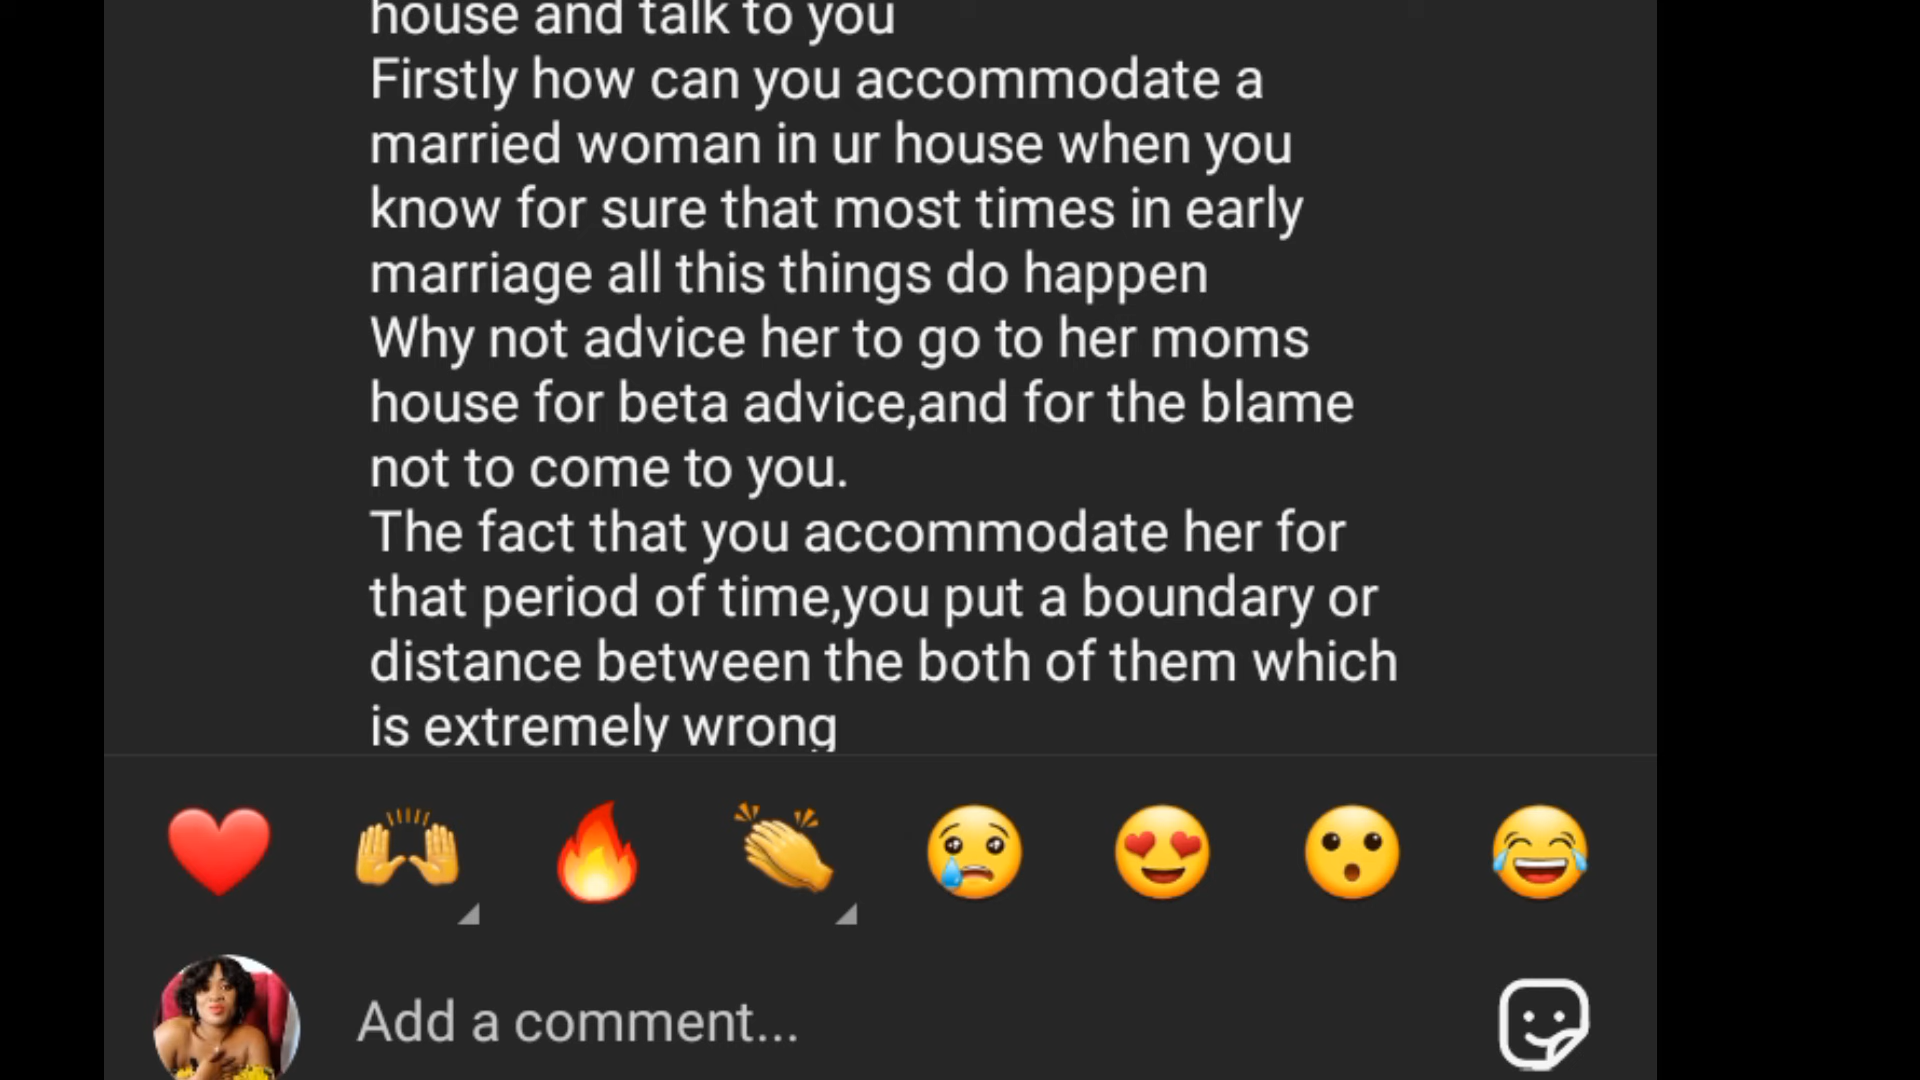 house and talk to you
Firstly how can you accommodate a
married woman in ur house when you
know for sure that most times in early
marriage all this things do happen
Why not advice her to go to her moms
house for beta advice,and for the blame
not to come to you.
The fact that you accommodate her for
that period of time,you put a boundary or
distance between the both of them which
is extremely wrong
Add a comment...